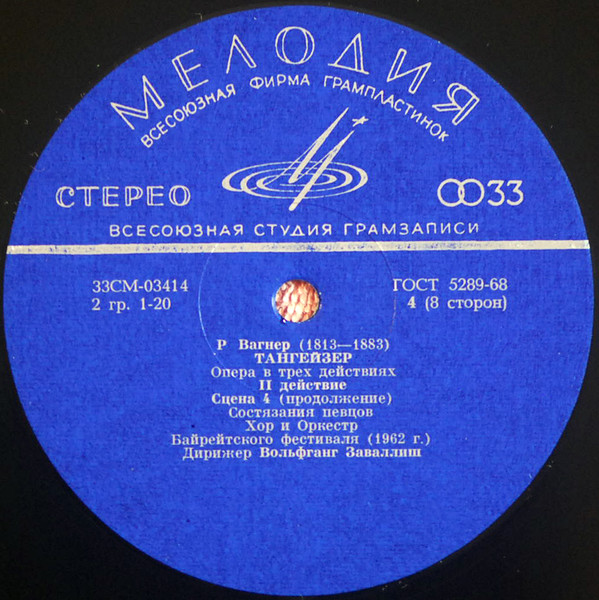 МЕЛОДИЯ
ВСЕСОЮЗНАЯ ФИРМА ГРАМПЛАСТИНОК
СТЕРЕО
33
ВСЕСОЮЗНАЯ СТУДИЯ ГРАМЗАПИСИ
33СМ-03414
ГОСТ 5289-68
2 гр. 1-20
4 (8 сторон)
Р Вагнер (1813—1883)
ТАНГЕЙЗЕР
Опера в трех действиях
II действие
Сцена 4 (продолжение)
Состязания певцов
Хор и Оркестр
Байрейтского фестиваля (1962 г.)
Дирижер Вольфганг Заваллиш